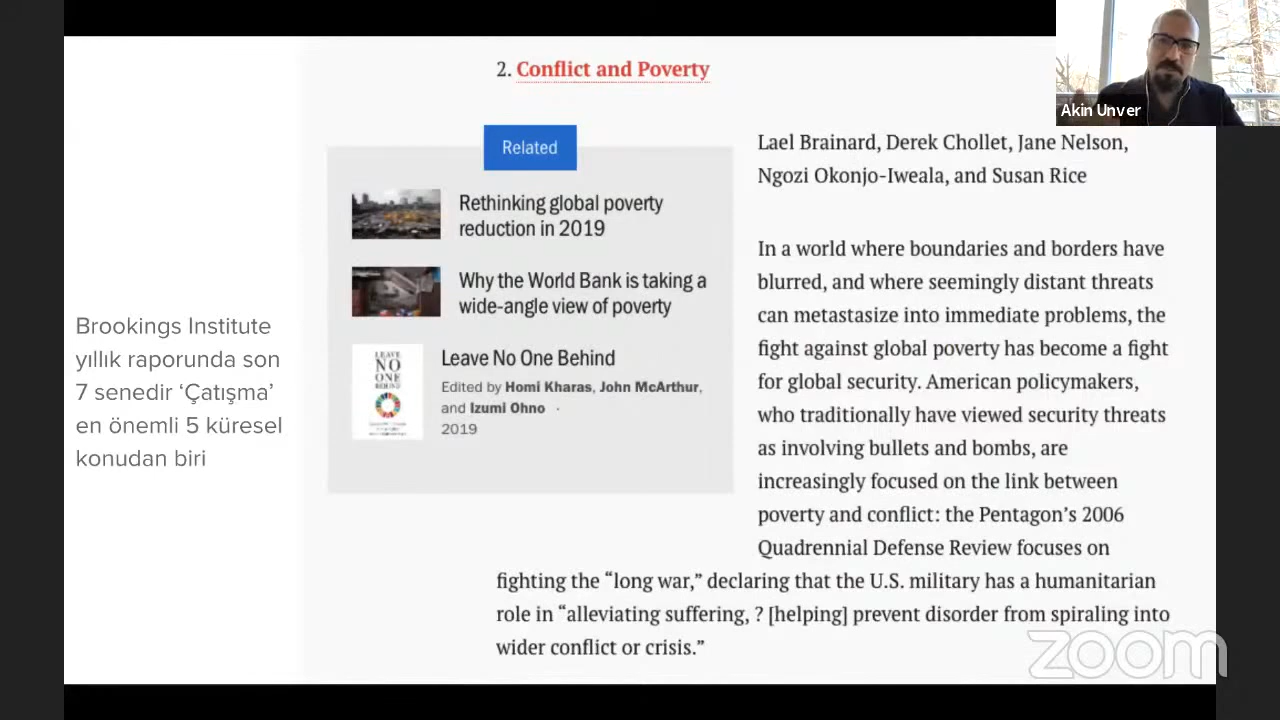 2. Conflict and Poverty
Akin Unver
Related
Rethinking global poverty
reduction in 2019
Why the World Bank is taking a
wide-angle view of poverty
LEAVE
NO
ONE
BEHIND
Leave No One Behind
Edited by Homi Kharas, John McArthur,
and Izumi Ohno ·
2019
Lael Brainard, Derek Chollet, Jane Nelson,
Ngozi Okonjo-Iweala, and Susan Rice
In a world where boundaries and borders have
blurred, and where seemingly distant threats
can metastasize into immediate problems, the
fight against global poverty has become a fight
for global security. American policymakers,
who traditionally have viewed security threats
as involving bullets and bombs, are
increasingly focused on the link between
poverty and conflict: the Pentagon’s 2006
Quadrennial Defense Review focuses on
fighting the “long war,” declaring that the U.S. military has a humanitarian
role in “alleviating suffering, ? [helping] prevent disorder from spiraling into
wider conflict or crisis.”
Brookings Institute
yıllık raporunda son
7 senedir ‘Çatışma’
en önemli 5 küresel
konudan biri
zoom